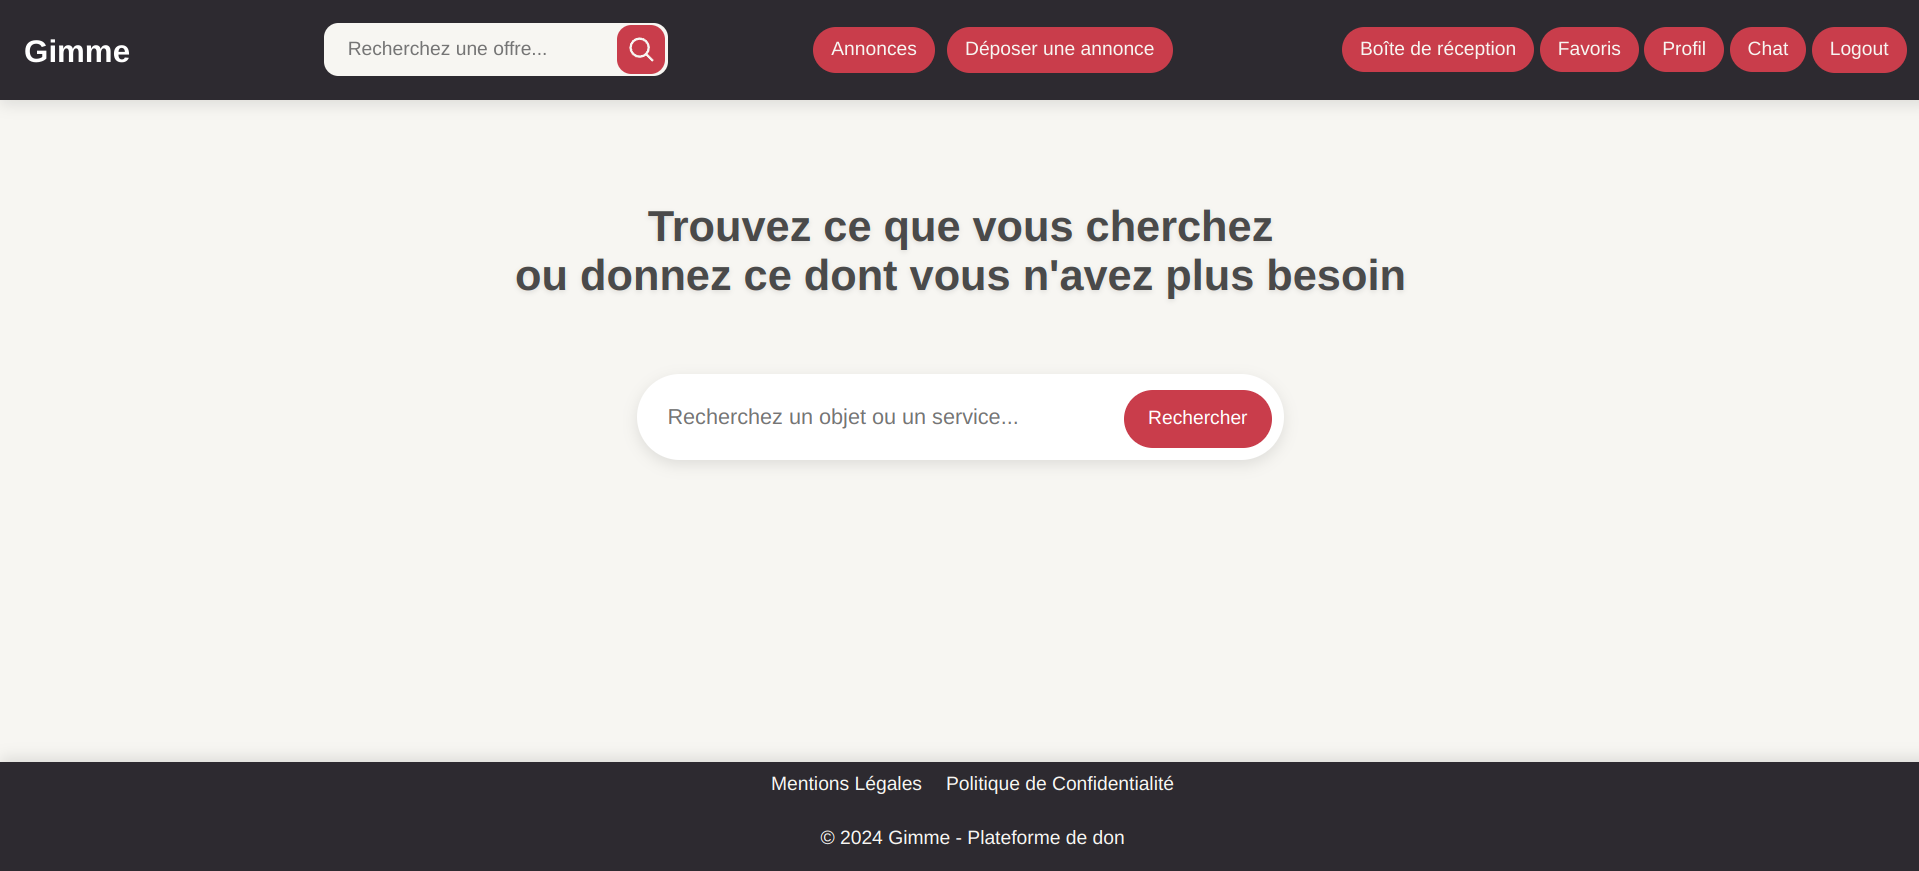 Gimme
Recherchez une offre...
Annonces
Déposer une annonce
Boîte de réception
Favoris
Profil
Chat
Logout
Trouvez ce que vous cherchez
ou donnez ce dont vous n'avez plus besoin
Recherchez un objet ou un service...
Rechercher
Mentions Légales
Politique de Confidentialité
© 2024 Gimme - Plateforme de don